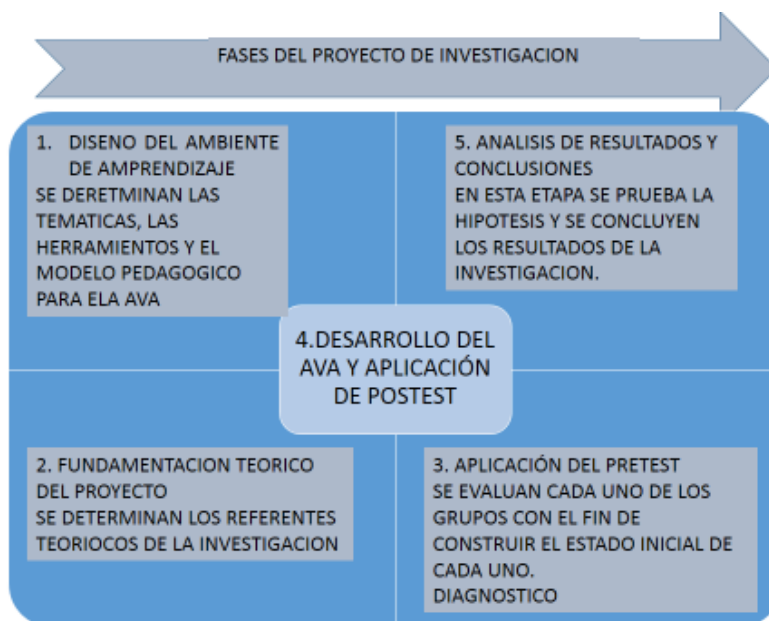 FASES DEL PROYECTO DE INVESTIGACION
1. DISENO DEL AMBIENTE
DE AMPRENDIZAJE
SE DERETMINAN LAS
TEMATICAS, LAS
HERRAMIENTOS Y EL
MODELO PEDAGOGICO
PARA ELA AVA
2. FUNDAMENTACION TEORICO
DEL PROYECTO
SE DETERMINAN LOS REFERENTES
TEORIOCOS DE LA INVESTIGACION
3. APLICACIÓN DEL PRETEST
SE EVALUAN CADA UNO DE LOS
GRUPOS CON EL FIN DE
CONSTRUIR EL ESTADO INICIAL DE
CADA UNO.
DIAGNOSTICO
4.DESARROLLO DEL
AVA Y APLICACIÓN
DE POSTEST
5. ANALISIS DE RESULTADOS Y
CONCLUSIONES
EN ESTA ETAPA SE PRUEBA LA
HIPOTESIS Y SE CONCLUYEN
LOS RESULTADOS DE LA
INVESTIGACION.